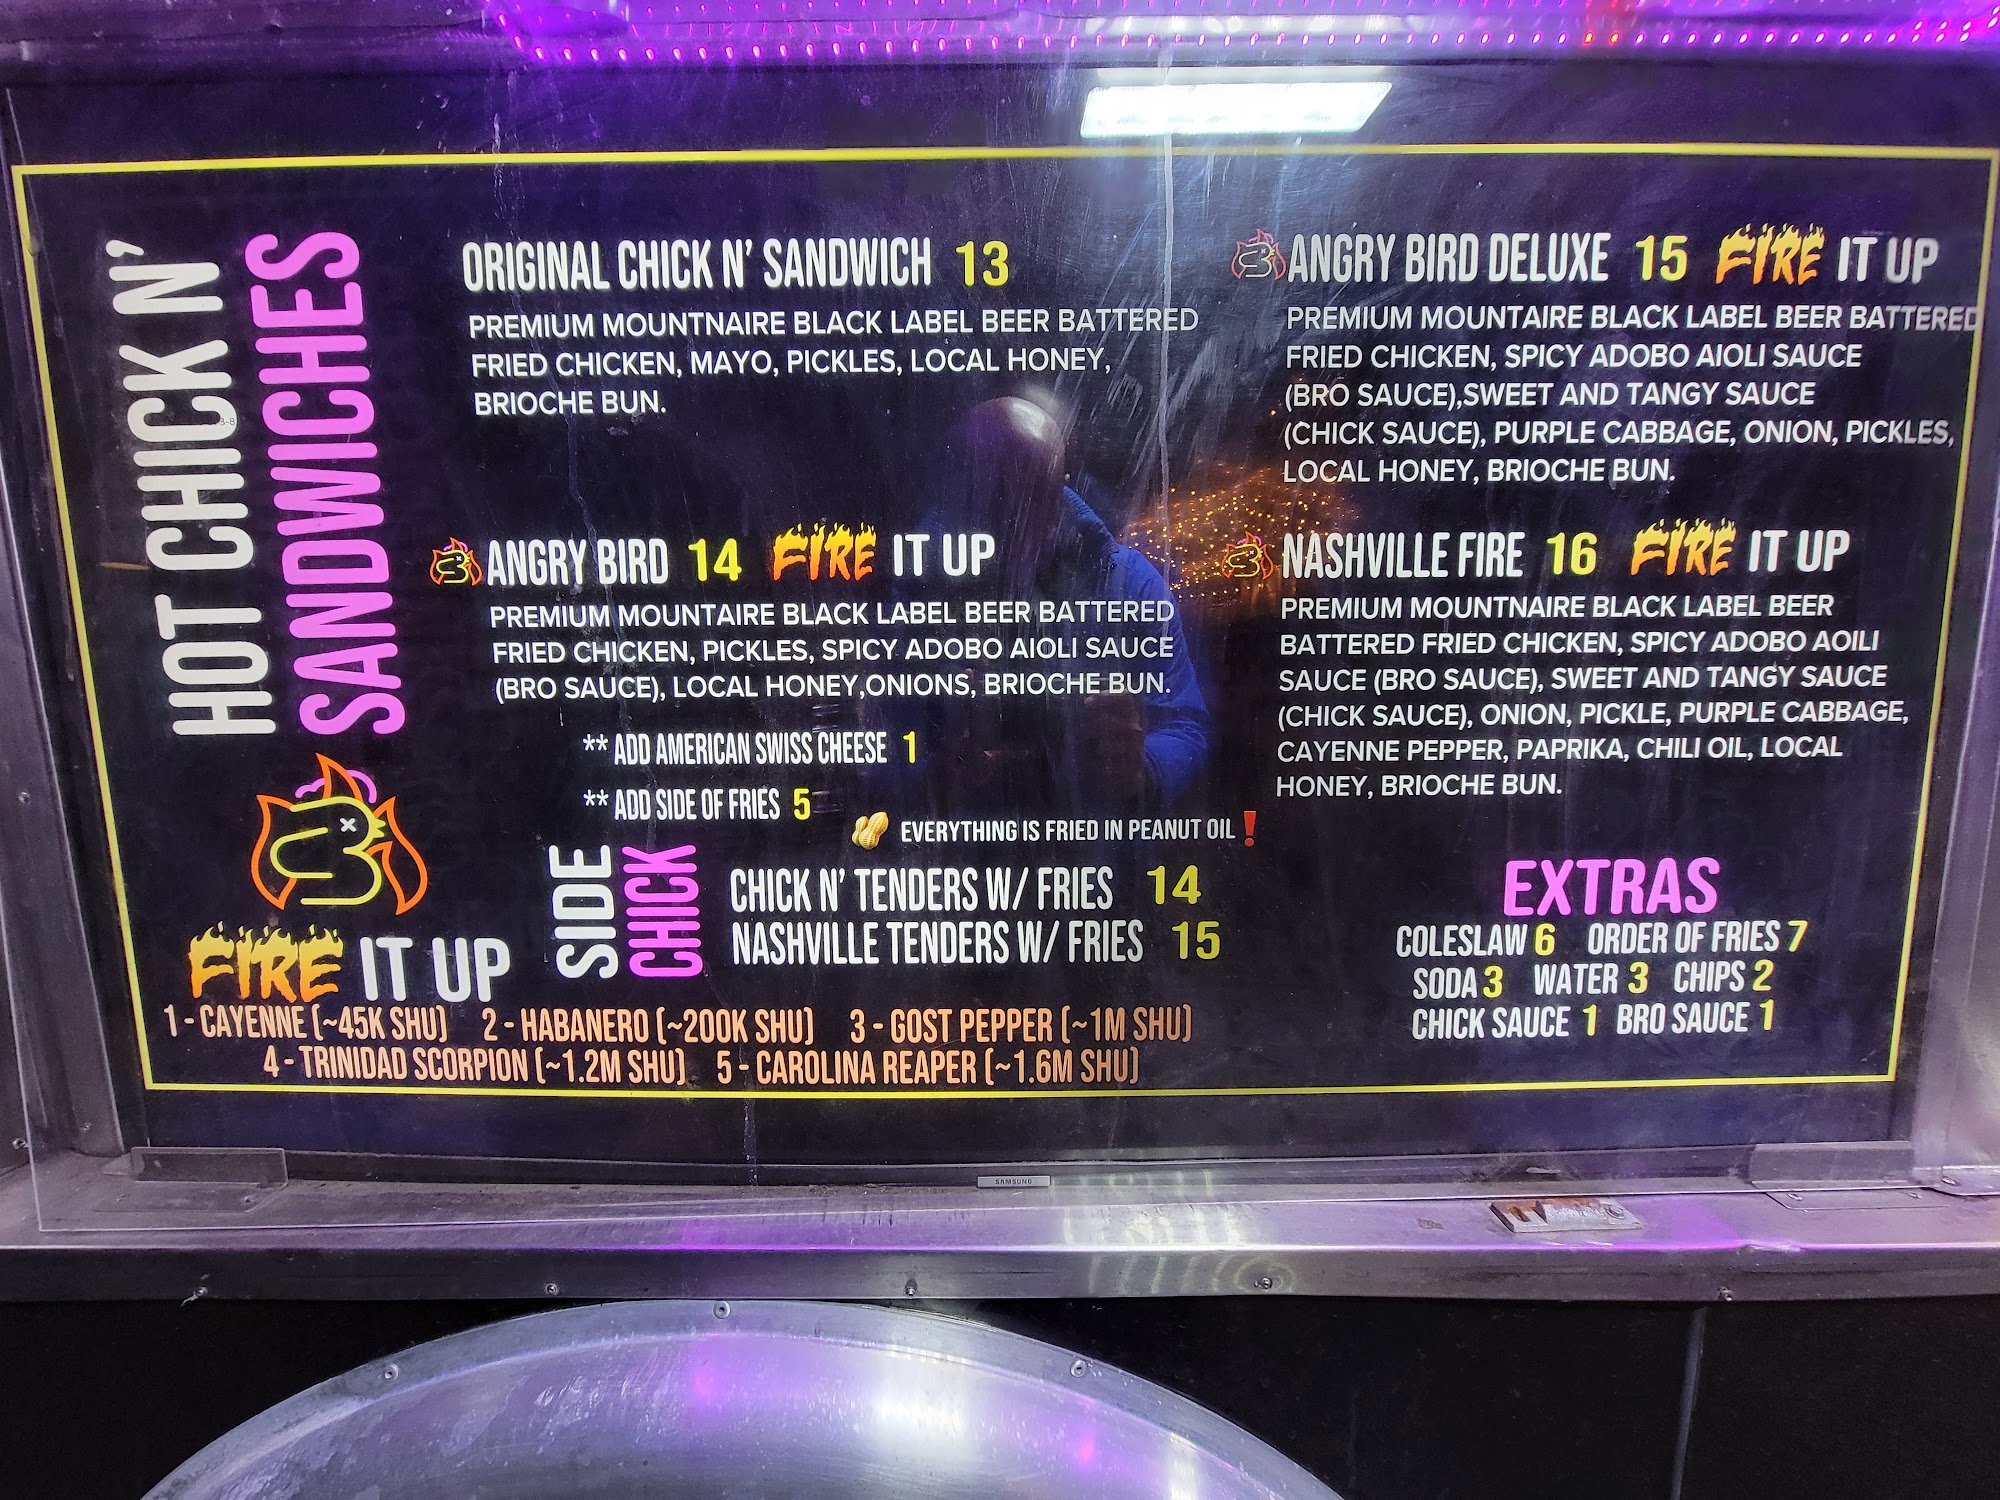 HOT CHICK N'
SANDWICHES
ORIGINAL CHICK N' SANDWICH 13
PREMIUM MOUNTNAIRE BLACK LABEL BEER BATTERED
FRIED CHICKEN, MAYO, PICKLES, LOCAL HONEY,
BRIOCHE BUN.
ANGRY BIRD 14 FIRE IT UP
PREMIUM MOUNTAIRE BLACK LABEL BEER BATTERED
FRIED CHICKEN, PICKLES, SPICY ADOBO AIOLI SAUCE
(BRO SAUCE), LOCAL HONEY,ONIONS, BRIOCHE BUN.
** ADD AMERICAN SWISS CHEESE 1
** ADD SIDE OF FRIES 5
ANGRY BIRD DELUXE 15 FIRE IT UP
PREMIUM MOUNTAIRE BLACK LABEL BEER BATTERED
FRIED CHICKEN, SPICY ADOBO AIOLI SAUCE
(BRO SAUCE),SWEET AND TANGY SAUCE
(CHICK SAUCE), PURPLE CABBAGE, ONION, PICKLES,
LOCAL HONEY, BRIOCHE BUN.
NASHVILLE FIRE 16 FIRE IT UP
PREMIUM MOUNTNAIRE BLACK LABEL BEER
BATTERED FRIED CHICKEN, SPICY ADOBO AOILI
SAUCE (BRO SAUCE), SWEET AND TANGY SAUCE
(CHICK SAUCE), ONION, PICKLE, PURPLE CABBAGE,
CAYENNE PEPPER, PAPRIKA, CHILI OIL, LOCAL
HONEY, BRIOCHE BUN.
EVERYTHING IS FRIED IN PEANUT OIL❗
SIDE
CHICK
CHICK N' TENDERS W/ FRIES 14
NASHVILLE TENDERS W/ FRIES 15
EXTRAS
COLESLAW 6 ORDER OF FRIES 7
SODA 3 WATER 3 CHIPS 2
CHICK SAUCE 1 BRO SAUCE 1
FIRE IT UP
1 - CAYENNE (~45K SHU) 2 - HABANERO (~200K SHU) 3 - GOST PEPPER (~1M SHU)
4 - TRINIDAD SCORPION (~1.2M SHU) 5 - CAROLINA REAPER (~1.6M SHU)
SAMSUNG